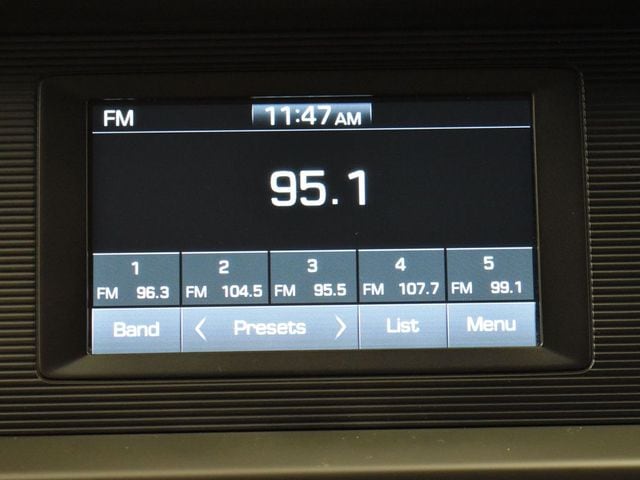 FM 11:47 AM
95.1
1 2 3 4 5
FM 96.3 FM 104.5 FM 95.5 FM 107.7 FM 99.1
Band < Presets > List Menu